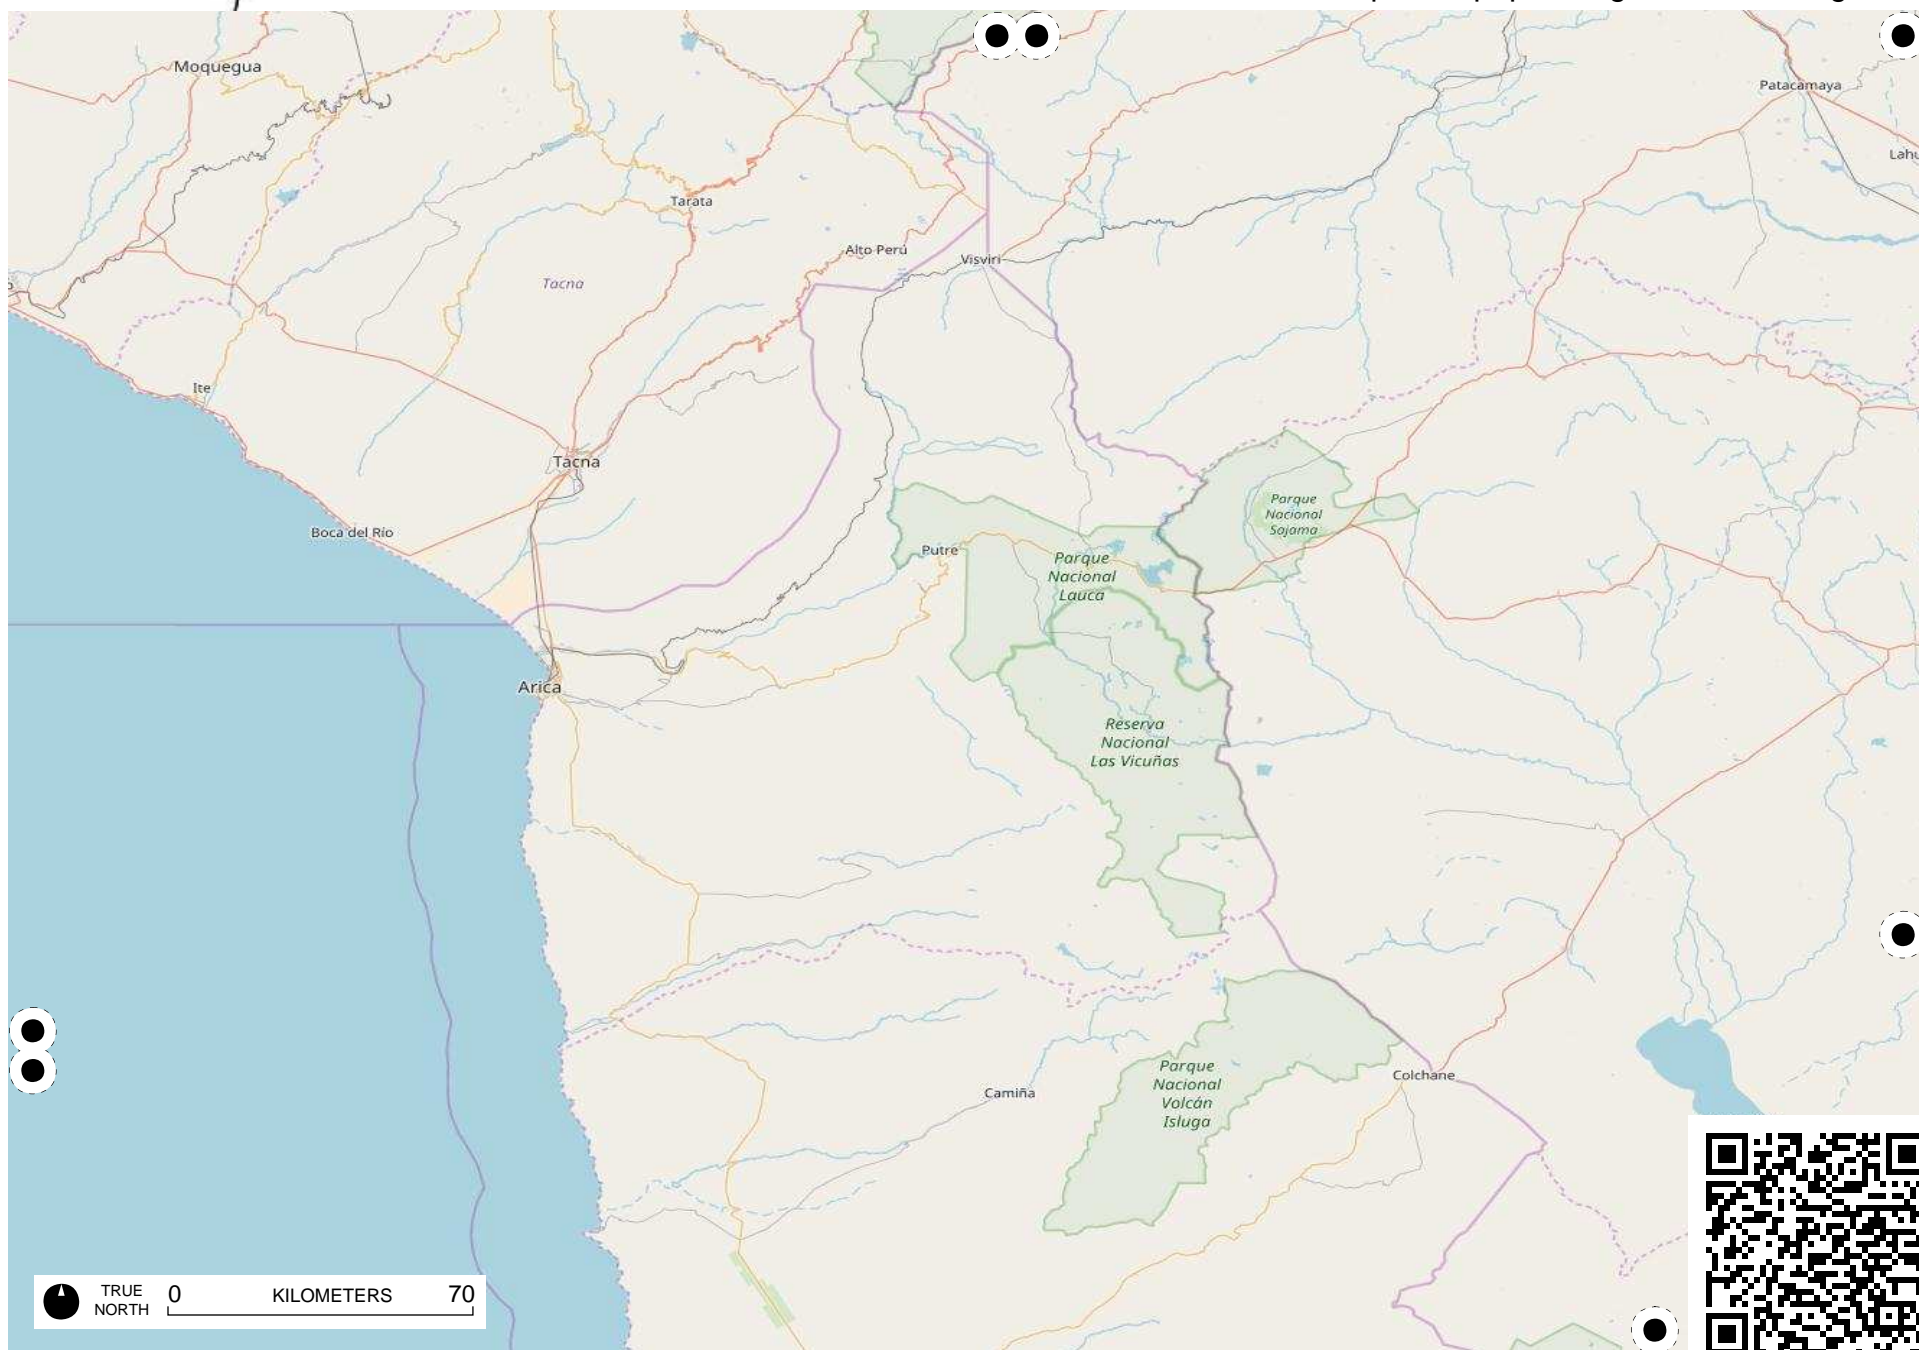 Moquegua
Patacamaya
Tarata
Alto Perú
Visviri
Tacna
Ite
Tacna
Boca del Río
Parque
Nacional
Sajama
Putre
Parque
Nacional
Lauca
Arica
Reserva
Nacional
Las Vicuñas
Colchane
Camiña
Parque
Nacional
Volcán
Isluga
TRUE
NORTH
0 KILOMETERS 70